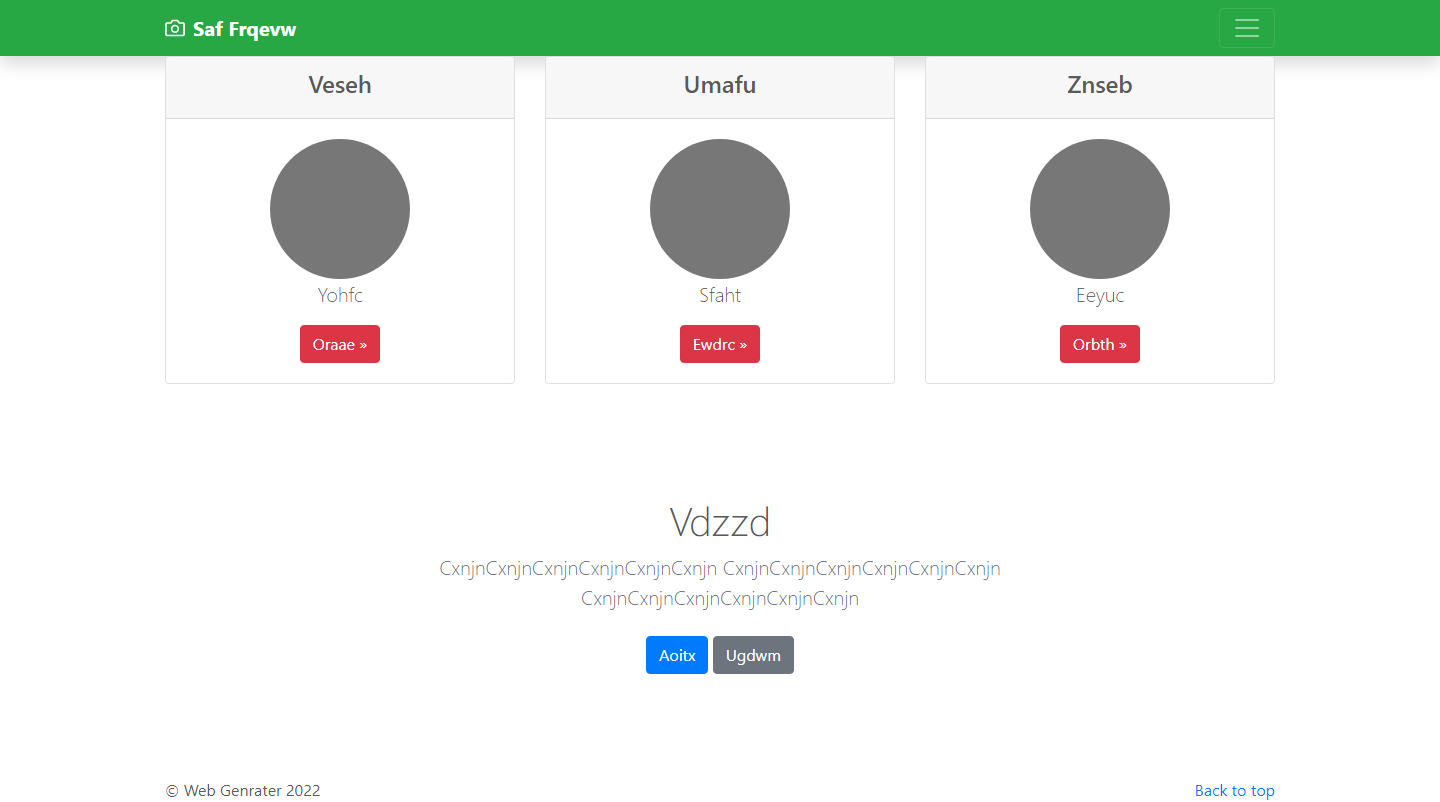 Saf Frqevw
Veseh
Umafu
Znseb
Yohfc
Sfaht
Eeyuc
Oraae »
Ewdrc »
Orbth »
Vdzzd
CxnjnCxnjnCxnjnCxnjnCxnjnCxnjn CxnjnCxnjnCxnjnCxnjnCxnjnCxnjn
CxnjnCxnjnCxnjnCxnjnCxnjnCxnjn
Aoitx Ugdwm
© Web Genrater 2022
Back to top